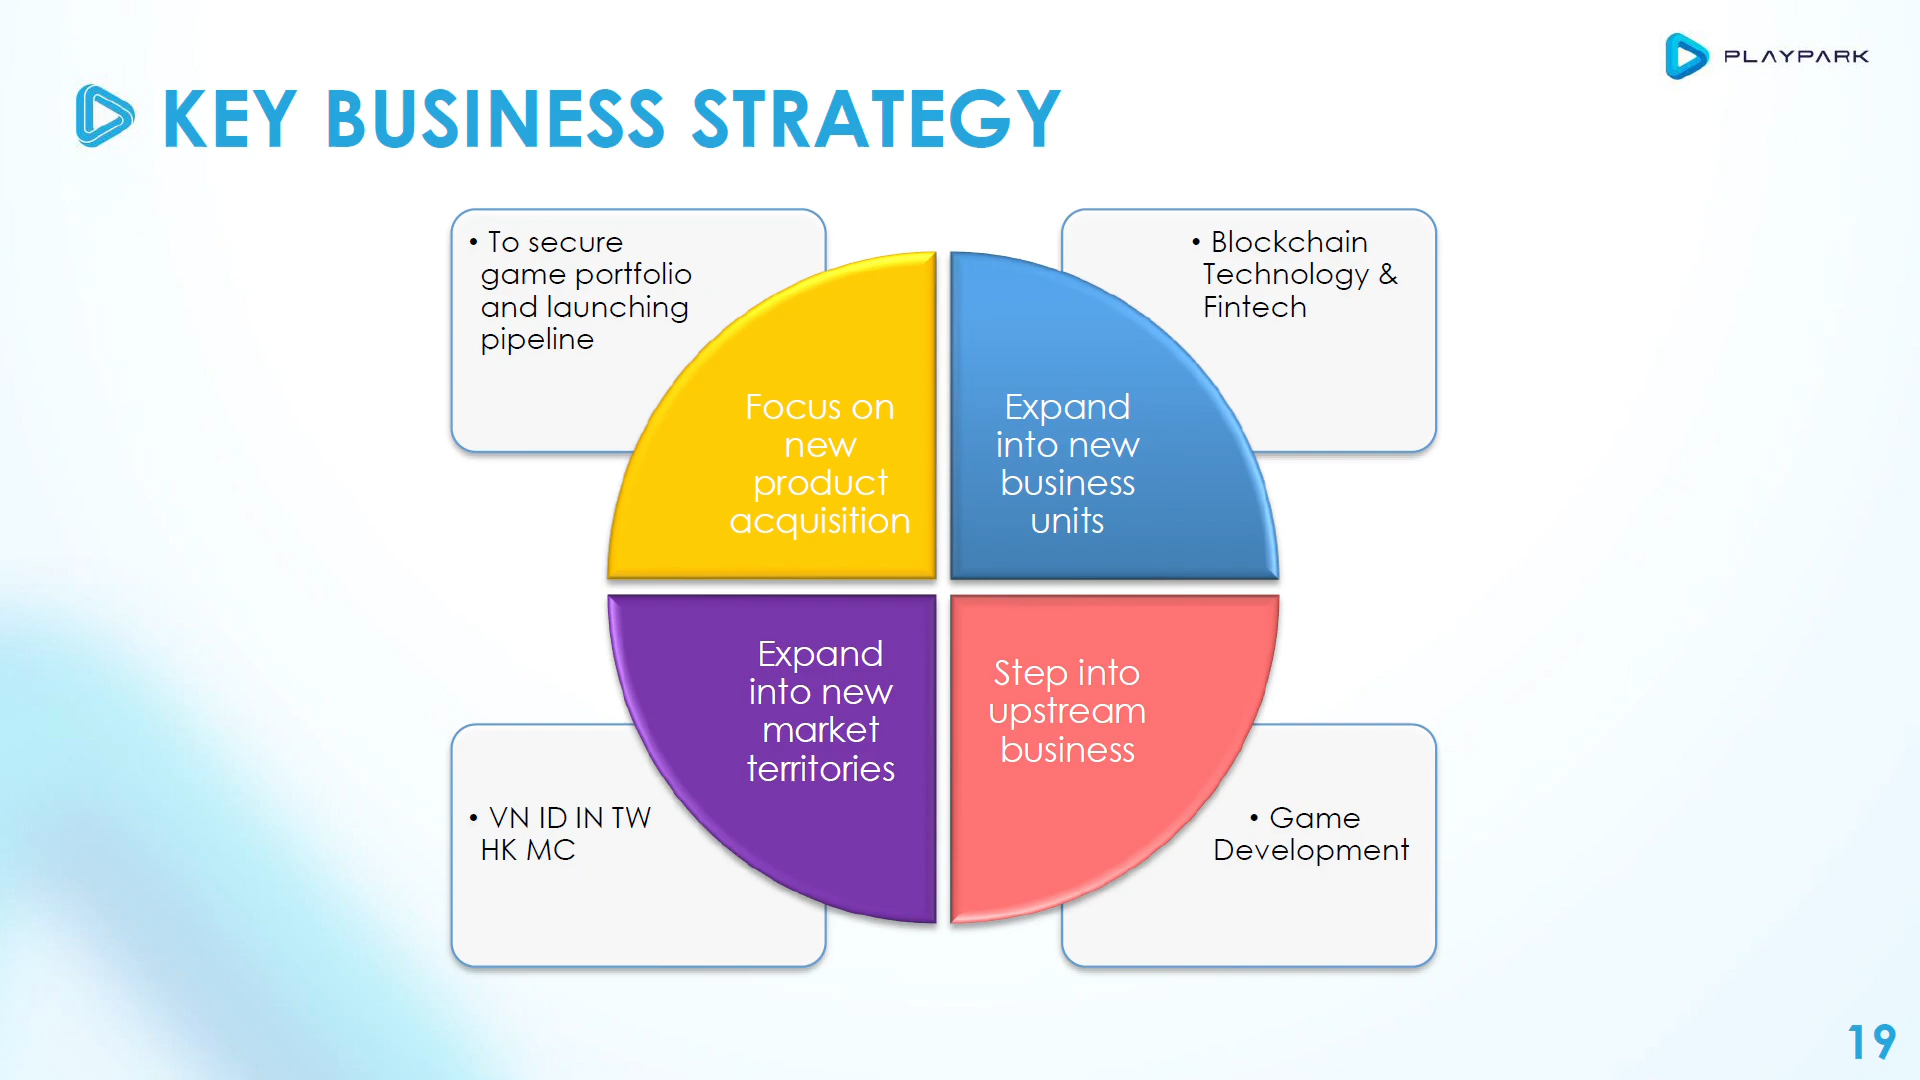 PLAYPARK
KEY BUSINESS STRATEGY
• To secure
game portfolio
and launching
pipeline
• Blockchain
Technology &
Fintech
Focus on
new
product
acquisition
Expand
into new
business
units
Expand
into new
market
territories
Step into
upstream
business
• VN ID IN TW
HK MC
• Game
Development
19